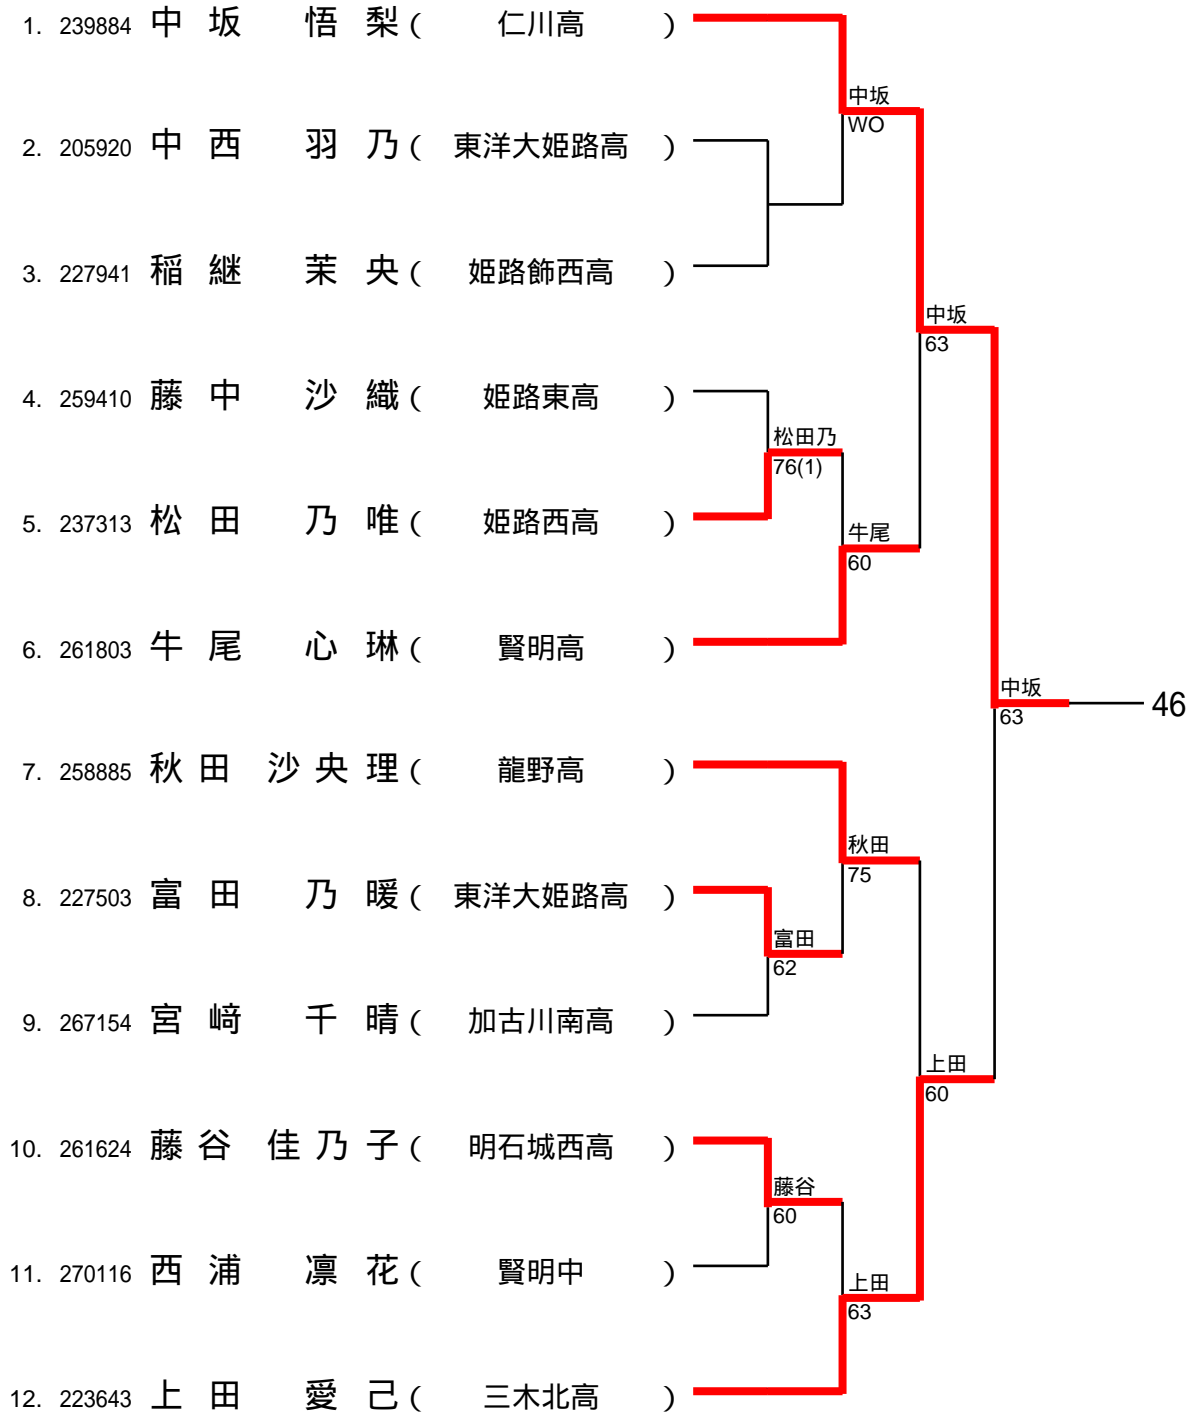 1. 239884 中坂 悟梨 ( 仁川高 )
中坂
WO
2. 205920 中西 羽乃 ( 東洋大姫路高 )
3. 227941 稲継 茉央 ( 姫路飾西高 )
中坂
63
4. 259410 藤中 沙織 ( 姫路東高 )
松田乃
76(1)
5. 237313 松田 乃唯 ( 姫路西高 )
牛尾
60
6. 261803 牛尾 心琳 ( 賢明高 )
中坂
63
46
7. 258885 秋田 沙央理 ( 龍野高 )
秋田
75
8. 227503 富田 乃暖 ( 東洋大姫路高 )
富田
62
9. 267154 宮﨑 千晴 ( 加古川南高 )
上田
60
10. 261624 藤谷 佳乃子 ( 明石城西高 )
藤谷
60
11. 270116 西浦 凛花 ( 賢明中 )
上田
63
12. 223643 上田 愛己 ( 三木北高 )